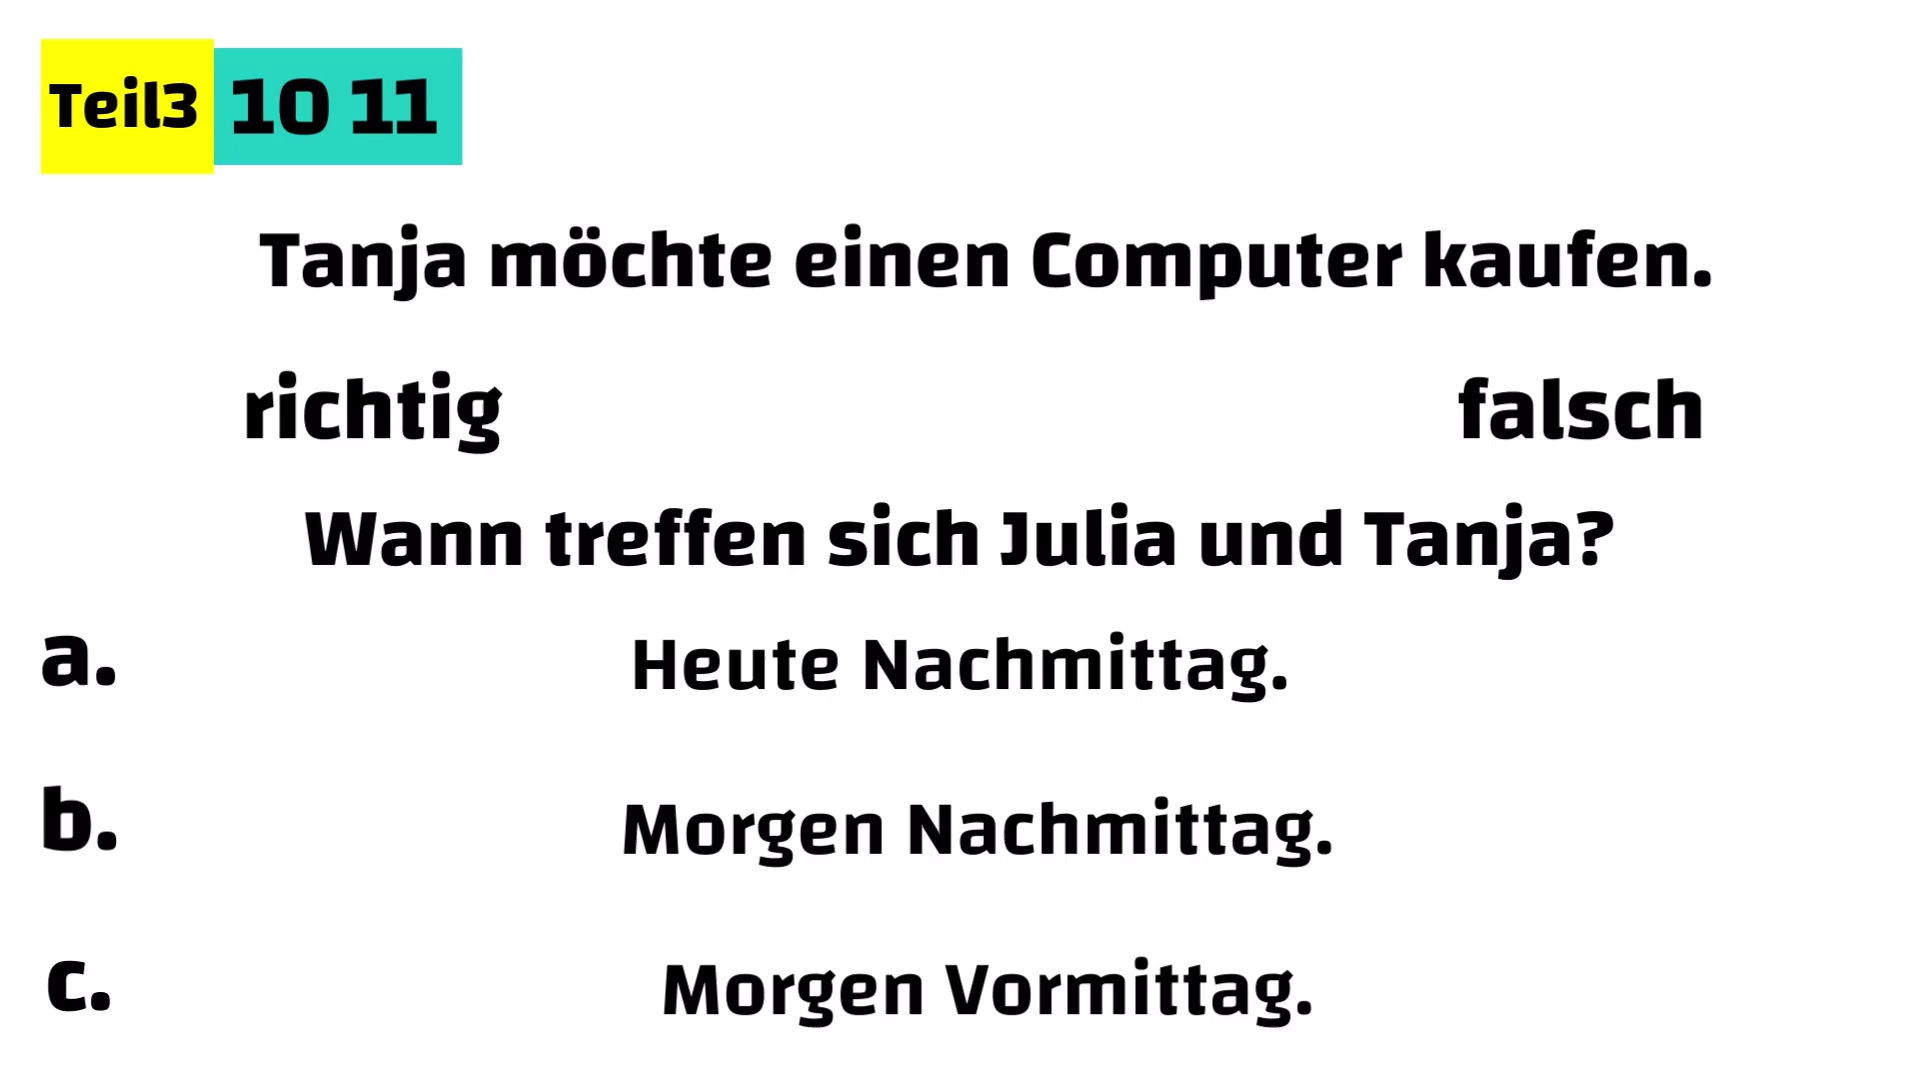 Teil3 10 11
Tanja möchte einen Computer kaufen.
richtig falsch
Wann treffen sich Julia und Tanja?
a. Heute Nachmittag.
b. Morgen Nachmittag.
c. Morgen Vormittag.